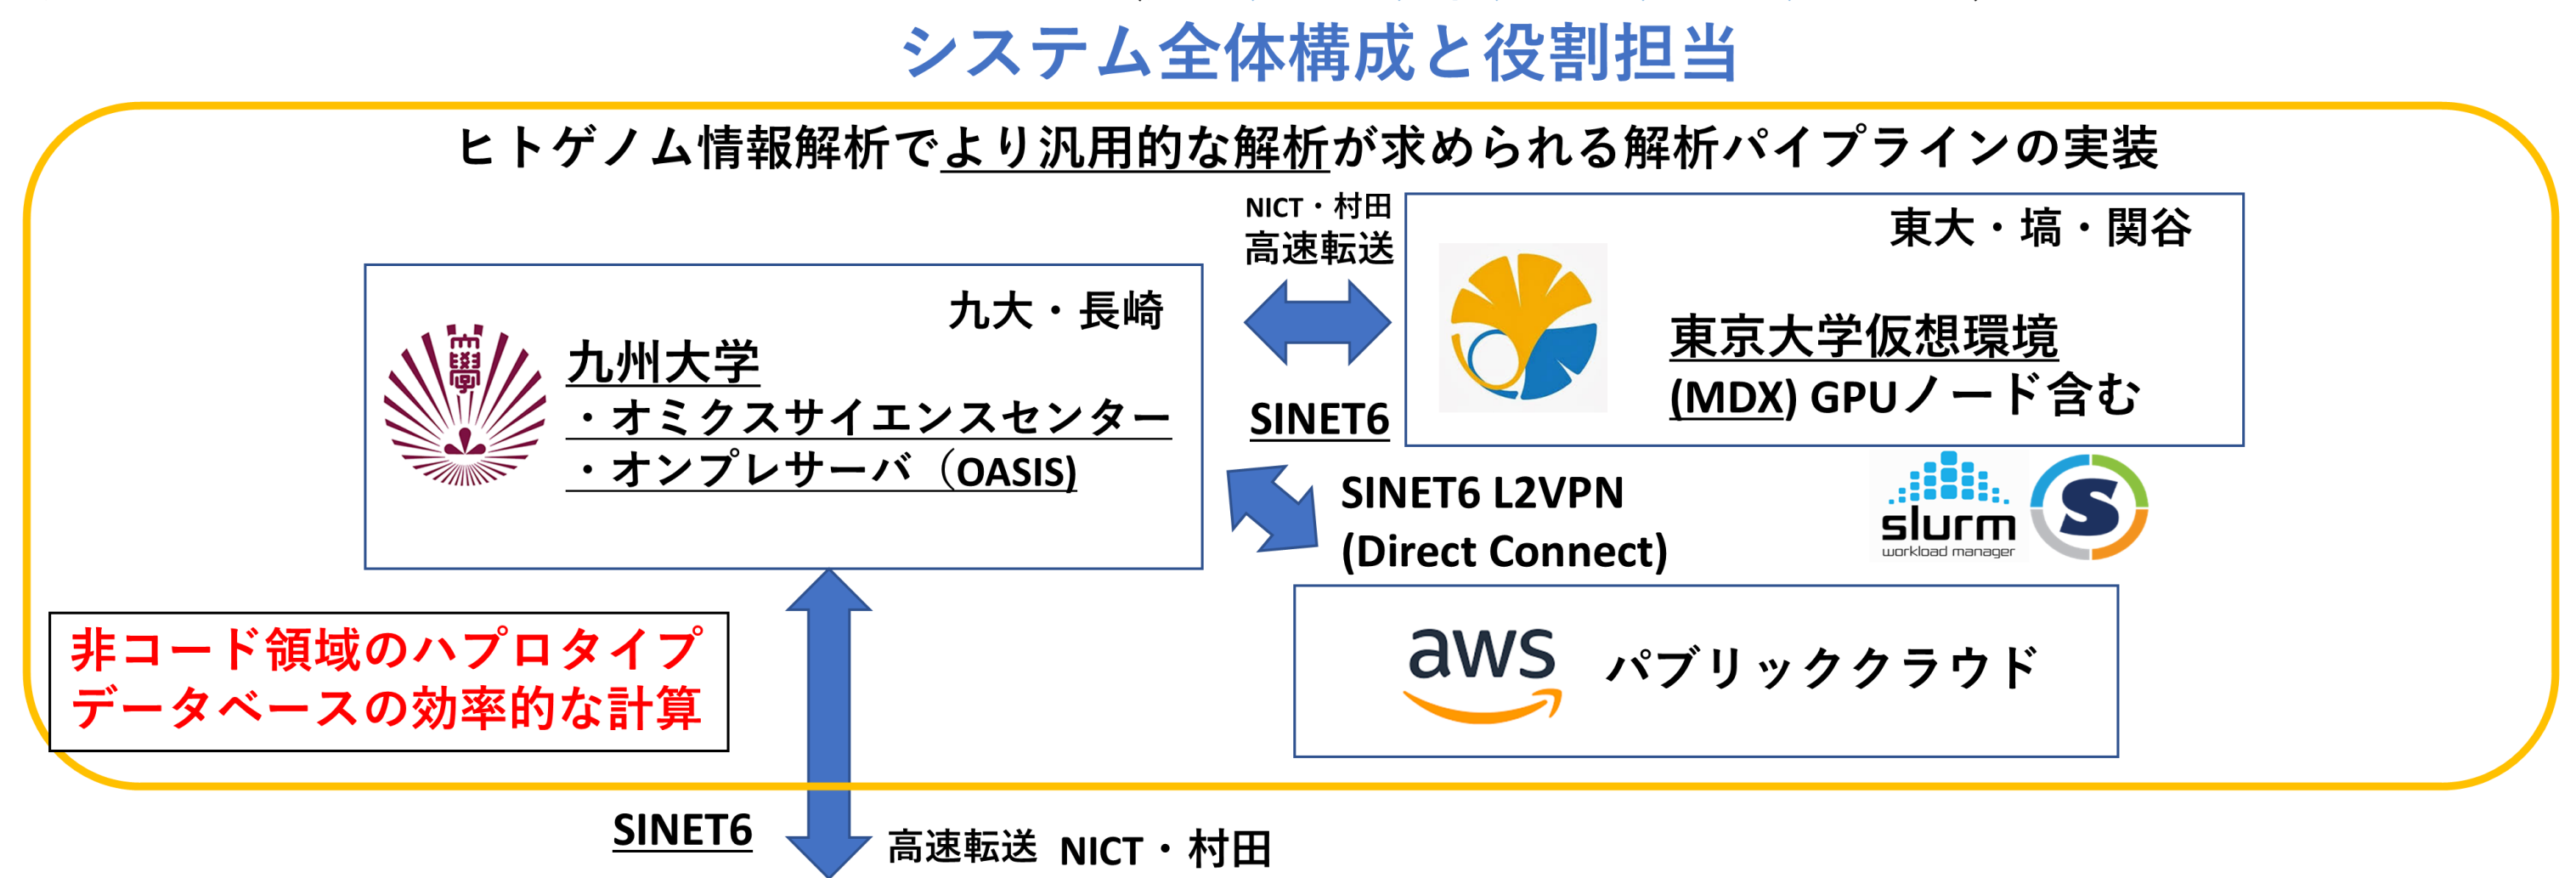 システム全体構成と役割担当
ヒトゲノム情報解析でより汎用的な解析が求められる解析パイプラインの実装
NICT・村田
高速転送
東大・塙・関谷
九大・長崎
大學
九州大学
・オミクスサイエンスセンター
・オンプレサーバ（OASIS)
SINET6
東京大学仮想環境
(MDX) GPUノード含む
SINET6 L2VPN
(Direct Connect)
slurm
workload manager
S
非コード領域のハプロタイプ
データベースの効率的な計算
aws
パブリッククラウド
SINET6
高速転送 NICT・村田